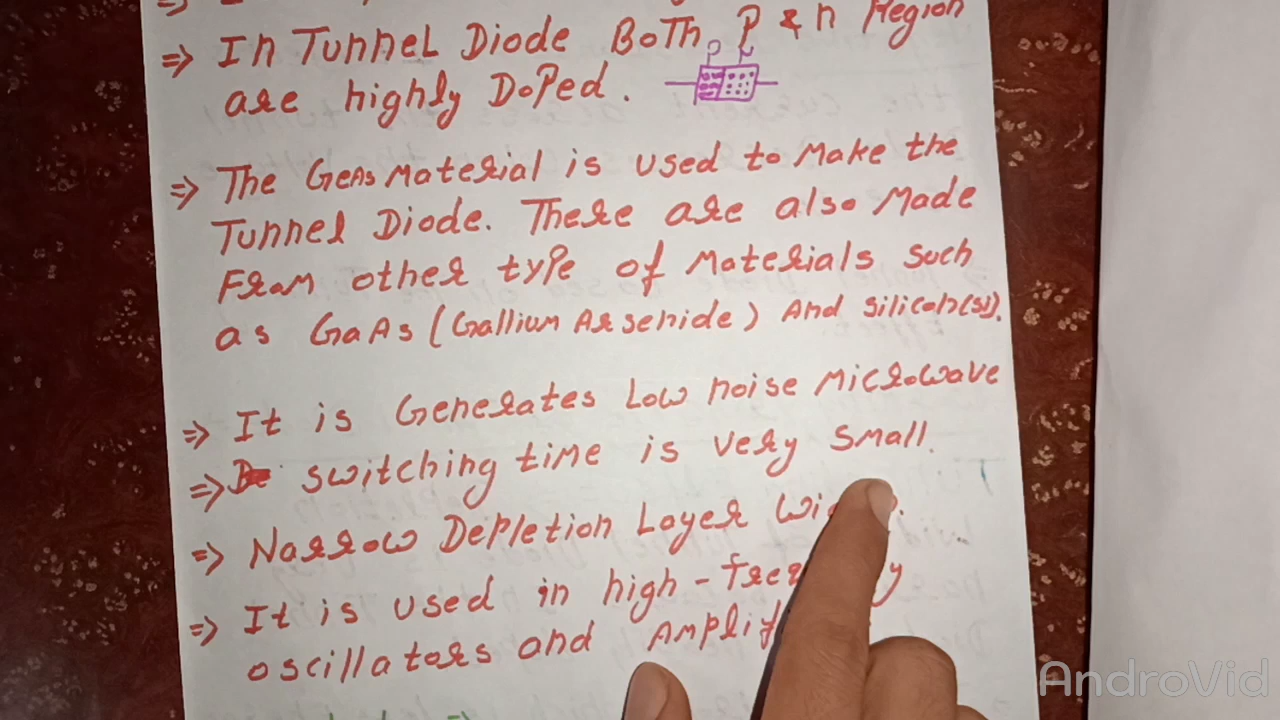 ⇒ In Tunnel Diode Both P & n Region
are highly Doped.
P
⇒ The GeAs Material is used to Make the
Tunnel Diode. There are also Made
From other type of Materials Such
as GaAs (Gallium Arsenide) And Silicon(Si).
⇒ It is Generates Low noise Microwave
⇒ switching time is very Small.
⇒ Narrow Depletion Layer
⇒ It is used in high-
oscillators and
AndroVid